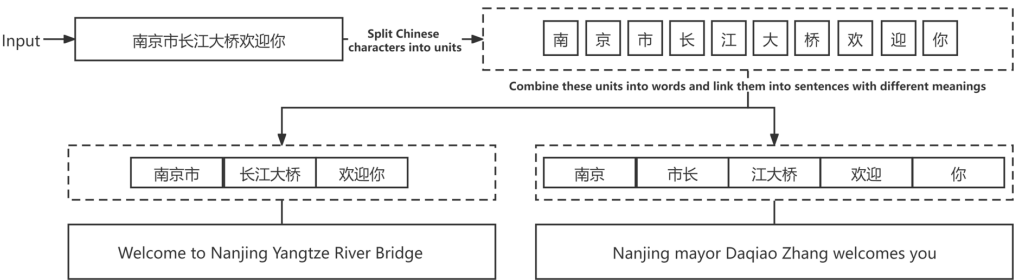 Input
南京市长江大桥欢迎你
Split Chinese
characters into units
南 京 市 长 江 大 桥 欢 迎 你
Combine these units into words and link them into sentences with different meanings
南京市 长江大桥 欢迎你
南京 市长 江大桥 欢迎 你
Welcome to Nanjing Yangtze River Bridge
Nanjing mayor Daqiao Zhang welcomes you